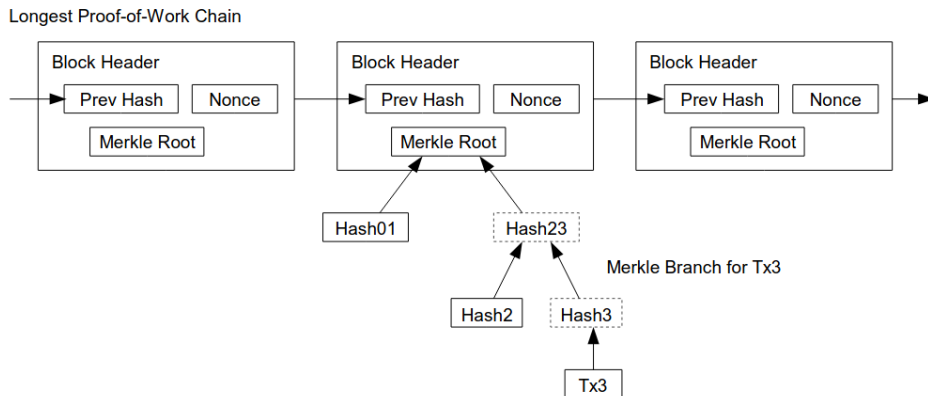 Longest Proof-of-Work Chain
Block Header
Prev Hash
Nonce
Merkle Root
Block Header
Prev Hash
Nonce
Merkle Root
Block Header
Prev Hash
Nonce
Merkle Root
Hash01
Hash23
Merkle Branch for Tx3
Hash2
Hash3
Tx3